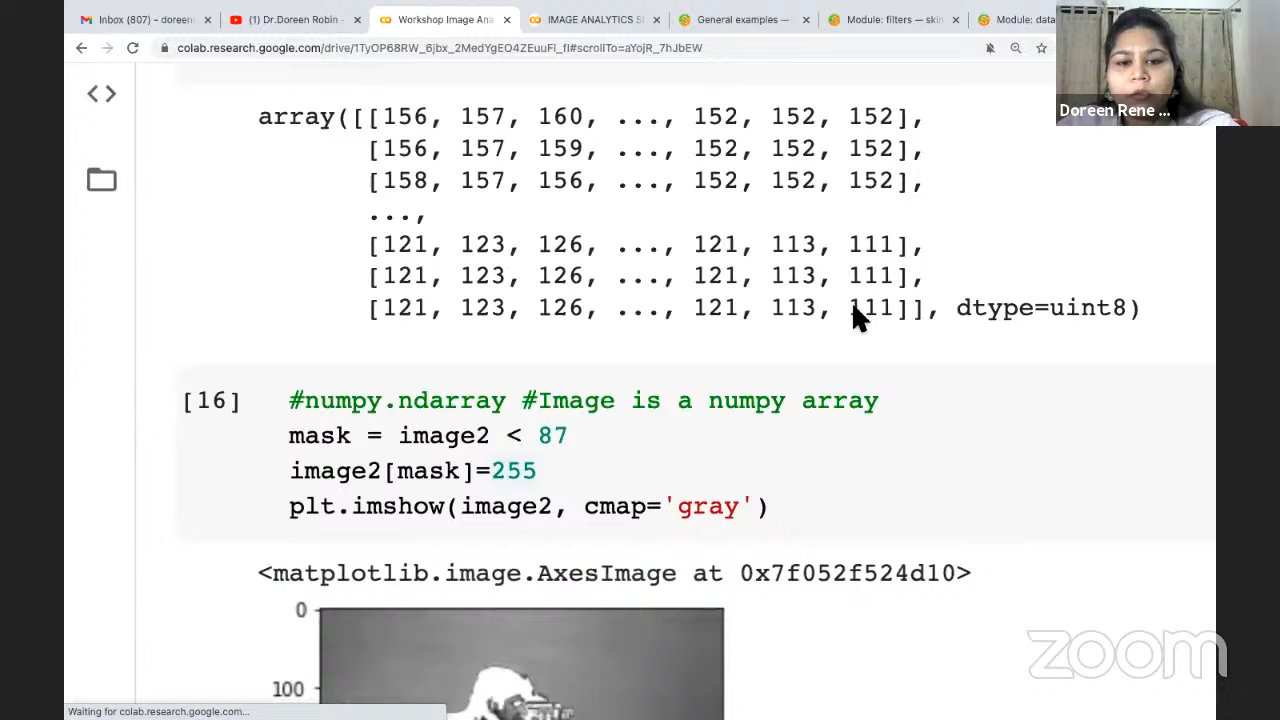 Inbox (807) - doreen
(1) Dr.Doreen Robin -
Workshop Image Ana
IMAGE ANALYTICS S
General examples —
Module: filters — skin
Module: data
colab.research.google.com/drive/1TyOP68RW_6jbx_2MedYgEO4ZEuuFl_fI#scrollTo=aYojR_7hJbEW
Doreen Rene ...
array([[156, 157, 160, ..., 152, 152, 152],
[156, 157, 159, ..., 152, 152, 152],
[158, 157, 156, ..., 152, 152, 152],
...,
[121, 123, 126, ..., 121, 113, 111],
[121, 123, 126, ..., 121, 113, 111],
[121, 123, 126, ..., 121, 113, 111]], dtype=uint8)
[16] #numpy.ndarray #Image is a numpy array
mask = image2 < 87
image2[mask]=255
plt.imshow(image2, cmap='gray')
<matplotlib.image.AxesImage at 0x7f052f524d10>
0
100
zoom
Waiting for colab.research.google.com...